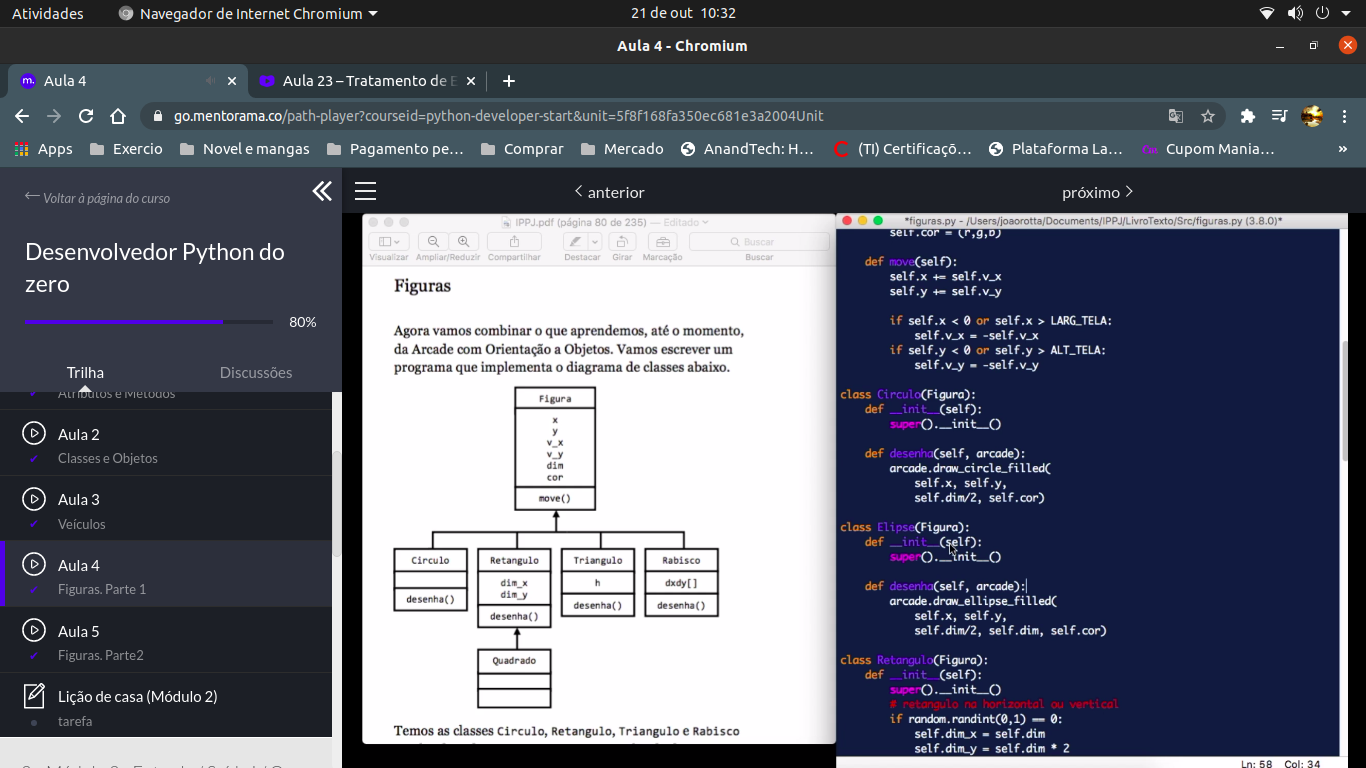 Atividades
Navegador de Internet Chromium
21 de out 10:32
Aula 4 - Chromium
m. Aula 4
Aula 23 – Tratamento de E
go.mentorama.co/path-player?courseid=python-developer-start&unit=5f8f168fa350ec681e3a2004Unit
Apps
Exercio
Novel e mangas
Pagamento pe…
Comprar
Mercado
AnandTech: H…
(TI) Certificaçõ…
Plataforma La…
Cupom Mania…
»
Voltar à página do curso
Desenvolvedor Python do
zero
80%
Trilha
Discussões
Atributos e Métodos
Aula 2
Classes e Objetos
Aula 3
Veículos
Aula 4
Figuras. Parte 1
Aula 5
Figuras. Parte2
Lição de casa (Módulo 2)
tarefa
anterior
próximo
IPPJ.pdf (página 80 de 235) — Editado
Visualizar
Ampliar/Reduzir
Compartilhar
Destacar
Girar
Marcação
Buscar
Buscar
Figuras
Agora vamos combinar o que aprendemos, até o momento,
da Arcade com Orientação a Objetos. Vamos escrever um
programa que implementa o diagrama de classes abaixo.
Figura
x
y
v_x
v_y
dim
cor
move()
Circulo
desenha()
Retangulo
dim_x
dim_y
desenha()
Triangulo
h
desenha()
Rabisco
dxdy[]
desenha()
Quadrado
Temos as classes Circulo, Retangulo, Triangulo e Rabisco
*figuras.py - /Users/joaorotta/Documents/IPPJ/LivroTexto/Src/figuras.py (3.8.0)*
self.cor = (r,g,b)
def move(self):
self.x += self.v_x
self.y += self.v_y
if self.x < 0 or self.x > LARG_TELA:
self.v_x = -self.v_x
if self.y < 0 or self.y > ALT_TELA:
self.v_y = -self.v_y
class Circulo(Figura):
def __init__(self):
super().__init__()
def desenha(self, arcade):
arcade.draw_circle_filled(
self.x, self.y,
self.dim/2, self.cor)
class Elipse(Figura):
def __init__(self):
super().__init__()
def desenha(self, arcade):
arcade.draw_ellipse_filled(
self.x, self.y,
self.dim/2, self.dim, self.cor)
class Retangulo(Figura):
def __init__(self):
super().__init__()
# retangulo na horizontal ou vertical
if random.randint(0,1) == 0:
self.dim_x = self.dim
self.dim_y = self.dim * 2
Ln: 58 Col: 34